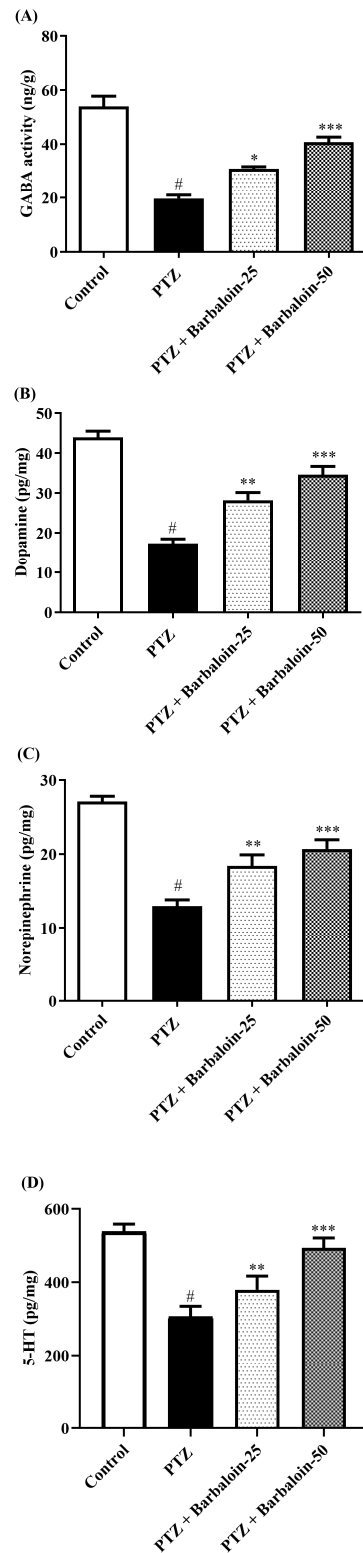 (A)
GABA activity (ng/g)
80
60
40
20
0
#
*
***
Control
PTZ
PTZ + Barbaloin-25
PTZ + Barbaloin-50
(B)
Dopamine (pg/mg)
50
40
30
20
10
0
#
**
***
Control
PTZ
PTZ + Barbaloin-25
PTZ + Barbaloin-50
(C)
Norepinephrine (pg/mg)
30
20
10
0
#
**
***
Control
PTZ
PTZ + Barbaloin-25
PTZ + Barbaloin-50
(D)
5-HT (pg/mg)
600
400
200
0
#
**
***
Control
PTZ
PTZ + Barbaloin-25
PTZ + Barbaloin-50